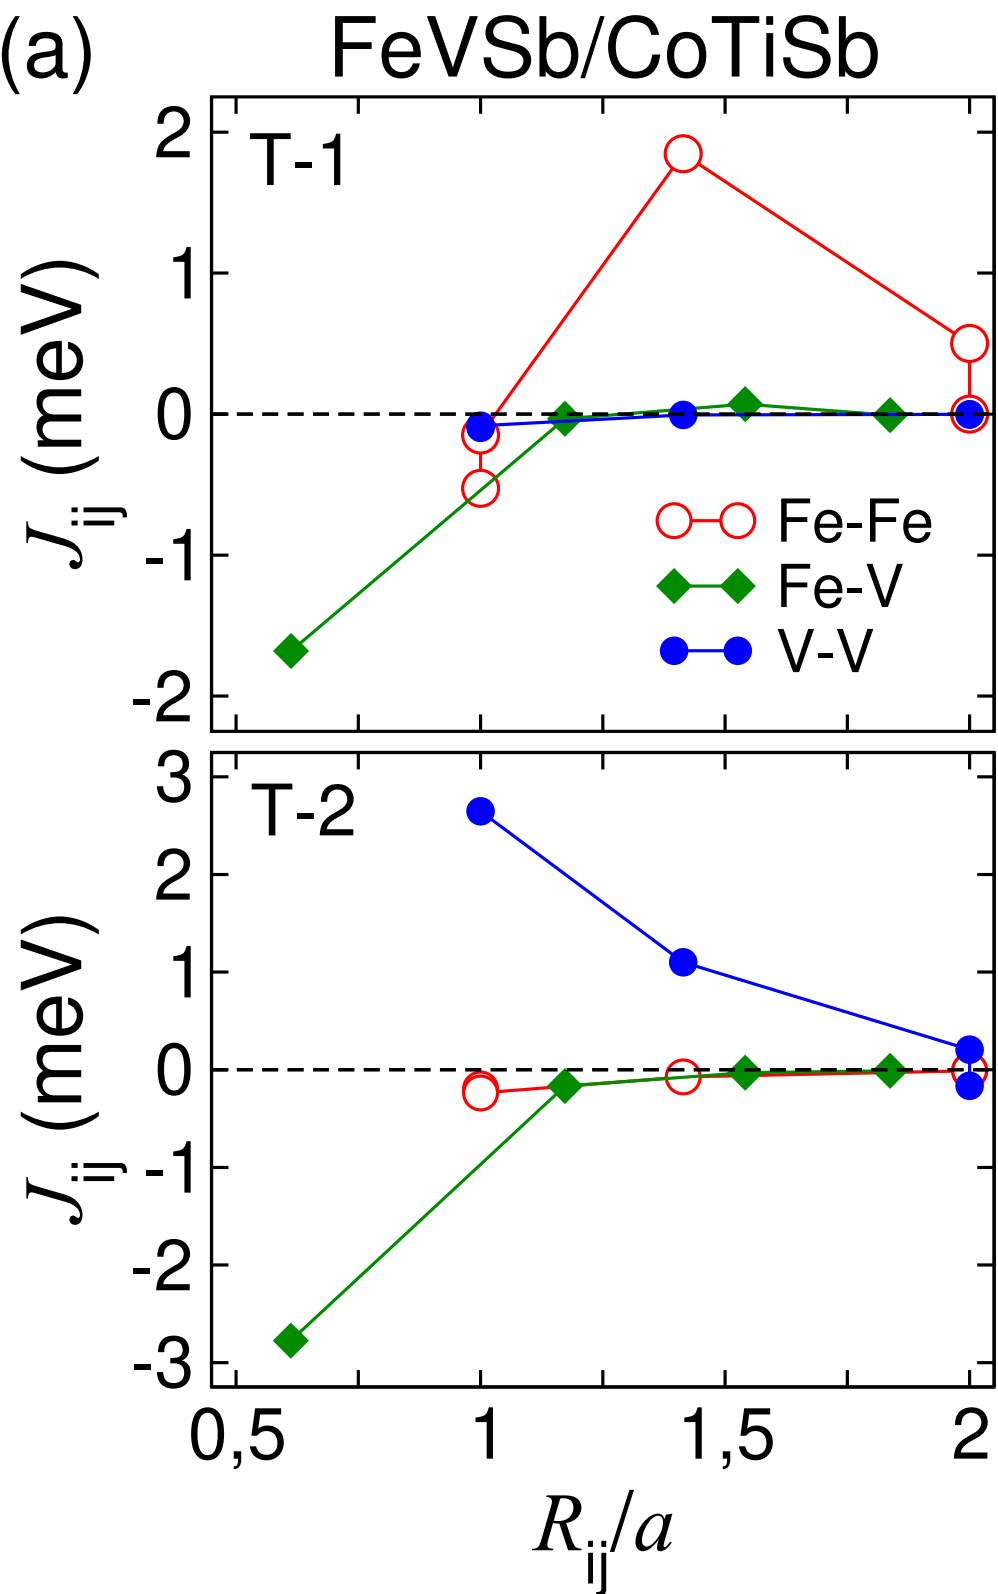 (a) FeVSb/CoTiSb
T-1
2
1
0
-1
-2
J_ij (meV)
Fe-Fe
Fe-V
V-V
T-2
3
2
1
0
-1
-2
-3
J_ij (meV)
0,5 1 1,5 2
R_ij/a